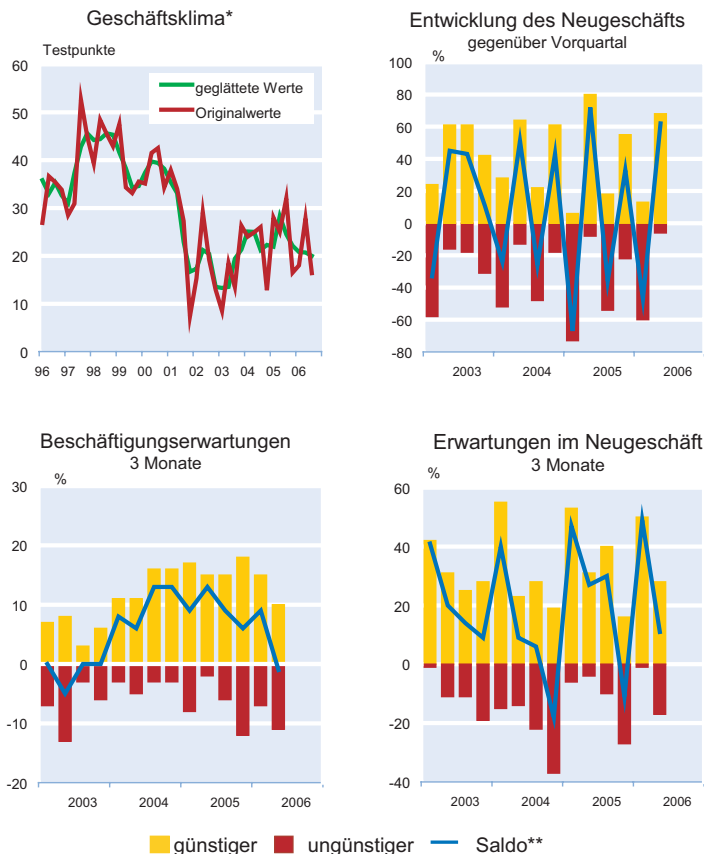 Geschäftsklima*
Testpunkte
60
50
40
30
20
10
0
geglättete Werte
Originalwerte
96 97 98 99 00 01 02 03 04 05 06
Entwicklung des Neugeschäfts
gegenüber Vorquartal
%
100
80
60
40
20
0
-20
-40
-60
-80
2003 2004 2005 2006
Beschäftigungserwartungen
3 Monate
%
30
20
10
0
-10
-20
2003 2004 2005 2006
Erwartungen im Neugeschäft
3 Monate
%
60
40
20
0
-20
-40
2003 2004 2005 2006
günstiger ungünstiger Saldo**